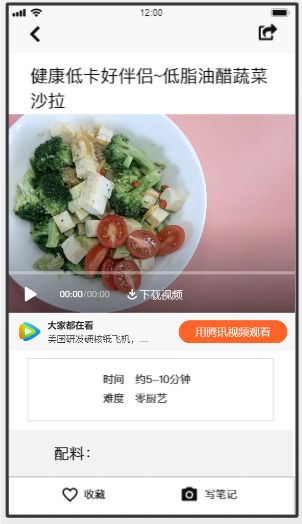 12:00
健康低卡好伴侣~低脂油醋蔬菜
沙拉
00:00/00:00 下载视频
大家都在看
美国研发硬核纸飞机，...
用腾讯视频观看
时间 约5-10分钟
难度 零厨艺
配料：
收藏 写笔记